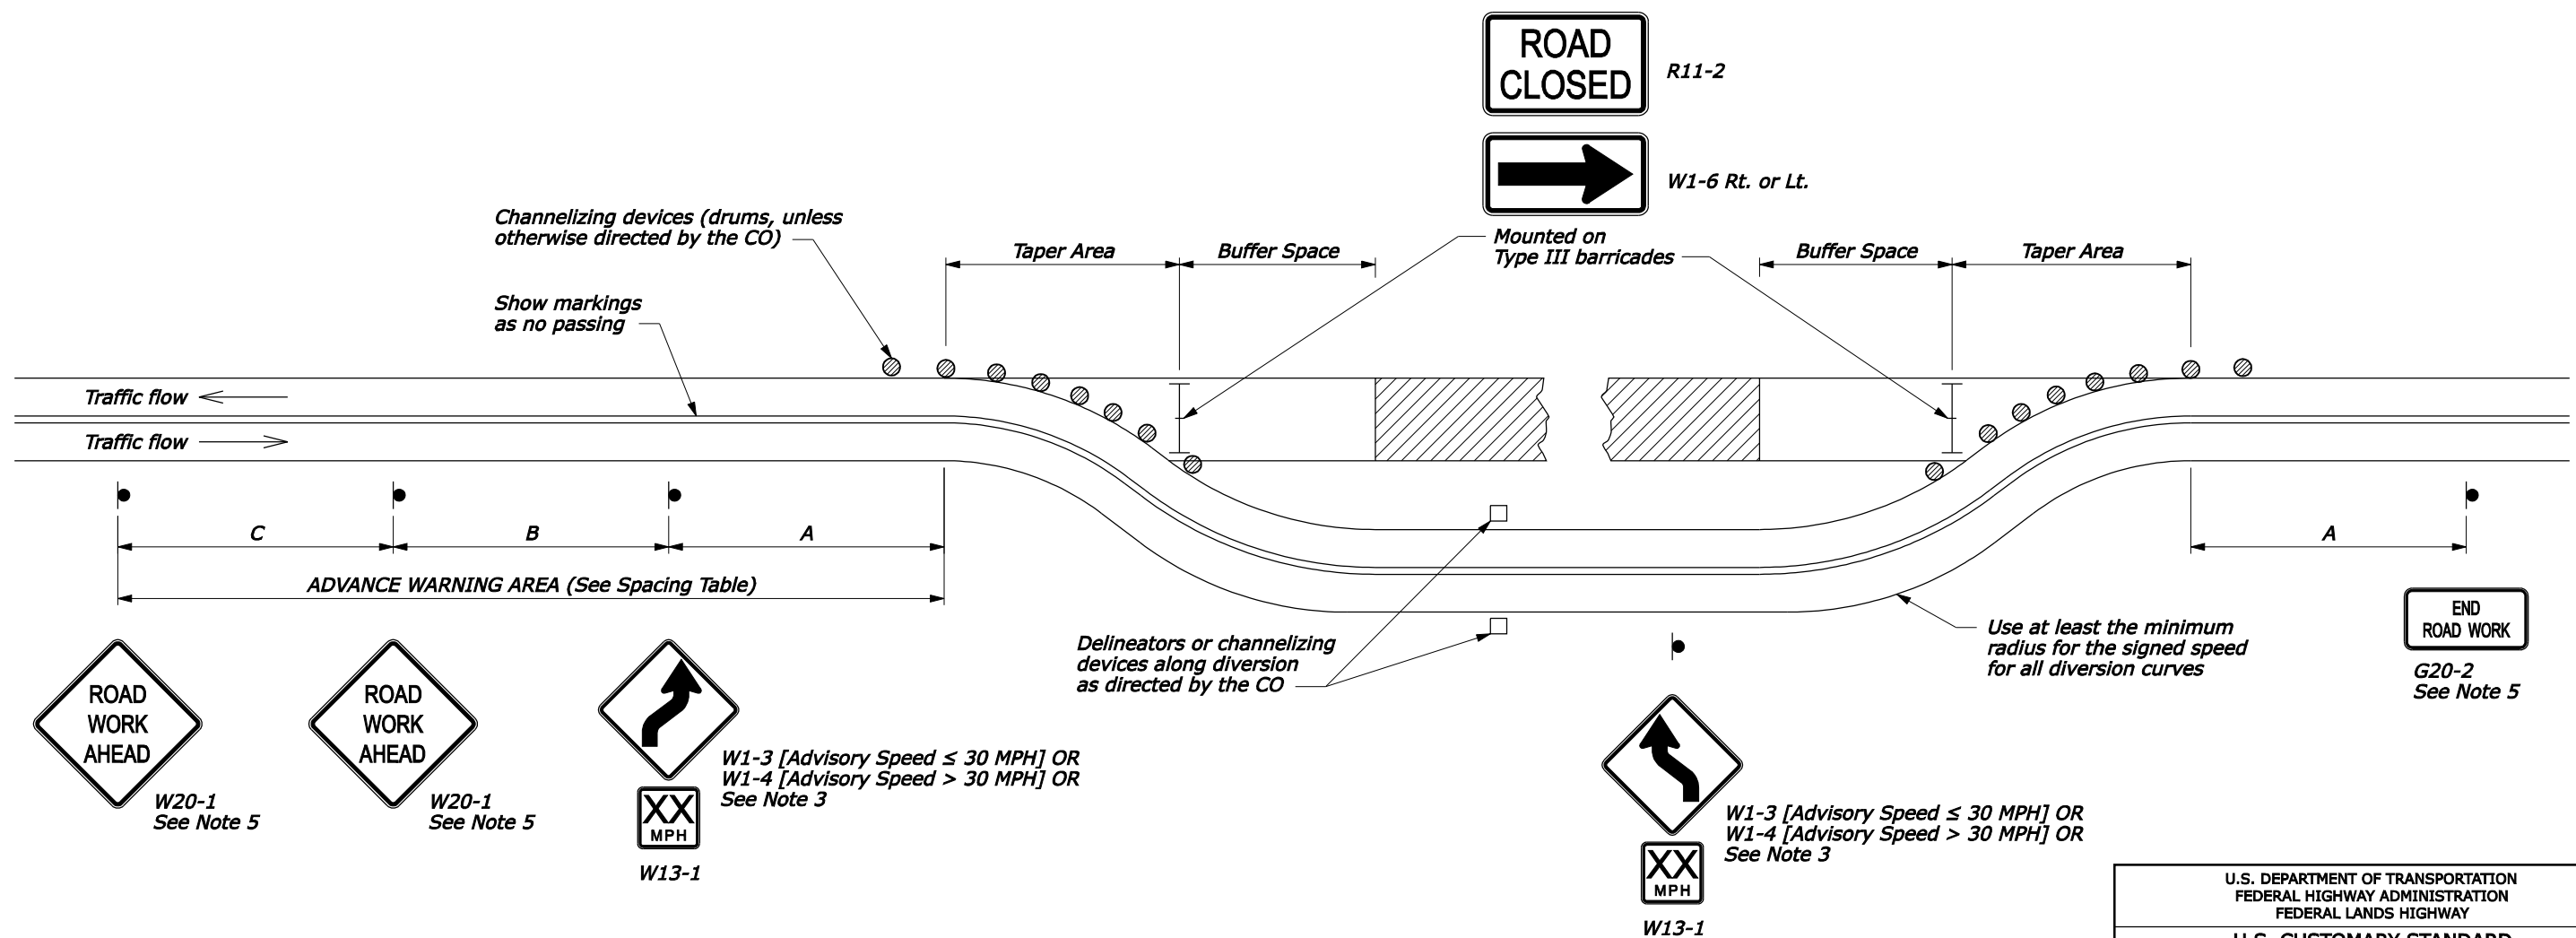 ROAD
CLOSED
R11-2
W1-6 Rt. or Lt.
Channelizing devices (drums, unless
otherwise directed by the CO)
Taper Area
Buffer Space
Mounted on
Type III barricades
Buffer Space
Taper Area
Show markings
as no passing
Traffic flow
Traffic flow
C
B
A
A
ADVANCE WARNING AREA (See Spacing Table)
ROAD
WORK
AHEAD
W20-1
See Note 5
ROAD
WORK
AHEAD
W20-1
See Note 5
W1-3 [Advisory Speed ≤ 30 MPH] OR
W1-4 [Advisory Speed > 30 MPH] OR
See Note 3
XX
MPH
W13-1
Delineators or channelizing
devices along diversion
as directed by the CO
W1-3 [Advisory Speed ≤ 30 MPH] OR
W1-4 [Advisory Speed > 30 MPH] OR
See Note 3
XX
MPH
W13-1
Use at least the minimum
radius for the signed speed
for all diversion curves
END
ROAD WORK
G20-2
See Note 5
U.S. DEPARTMENT OF TRANSPORTATION
FEDERAL HIGHWAY ADMINISTRATION
FEDERAL LANDS HIGHWAY
U.S. CUSTOMARY STANDARD